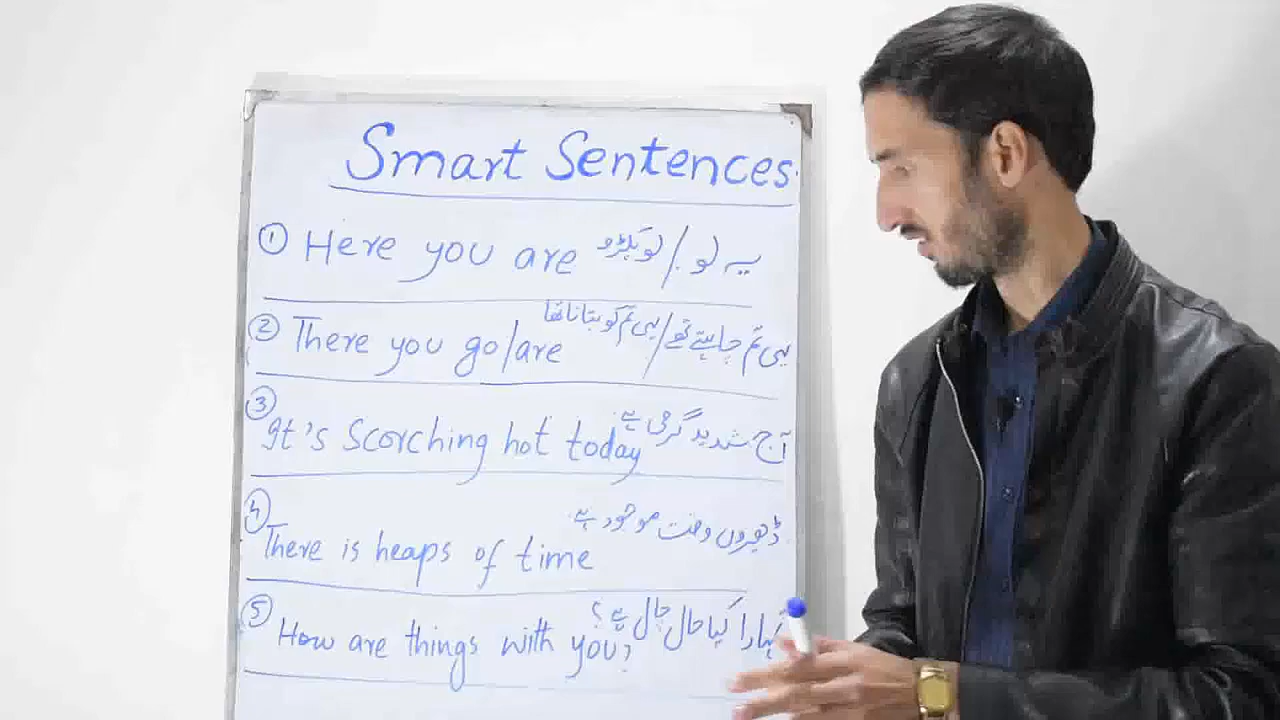 Smart Sentences
① Here you are یہ لو / لو پکڑو
② There you go/are یہی تم چاہتے تھے / یہی تم کو بتانا تھا
③ It's scorching hot today آج شدید گرمی ہے
④ There is heaps of time ڈھیروں وقت موجود ہے
⑤ How are things with you? تمہارا کیا حال چال ہے؟